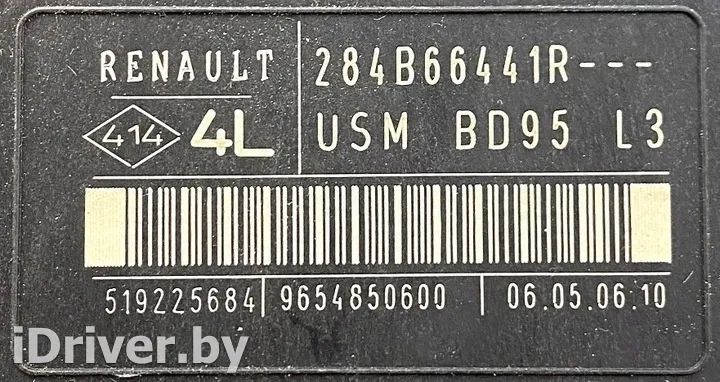 RENAULT 284B66441R---
414 4L USM BD95 L3
519225684 9654850600 06.05.06.10
iDriver.by